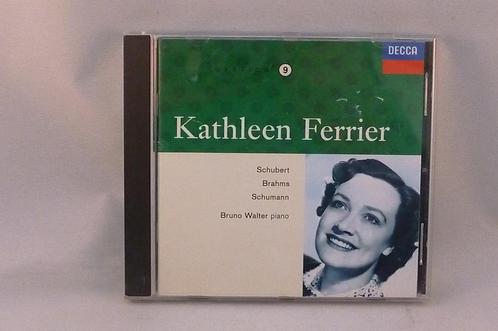 DECCA
9
Kathleen Ferrier
Schubert
Brahms
Schumann
Bruno Walter piano